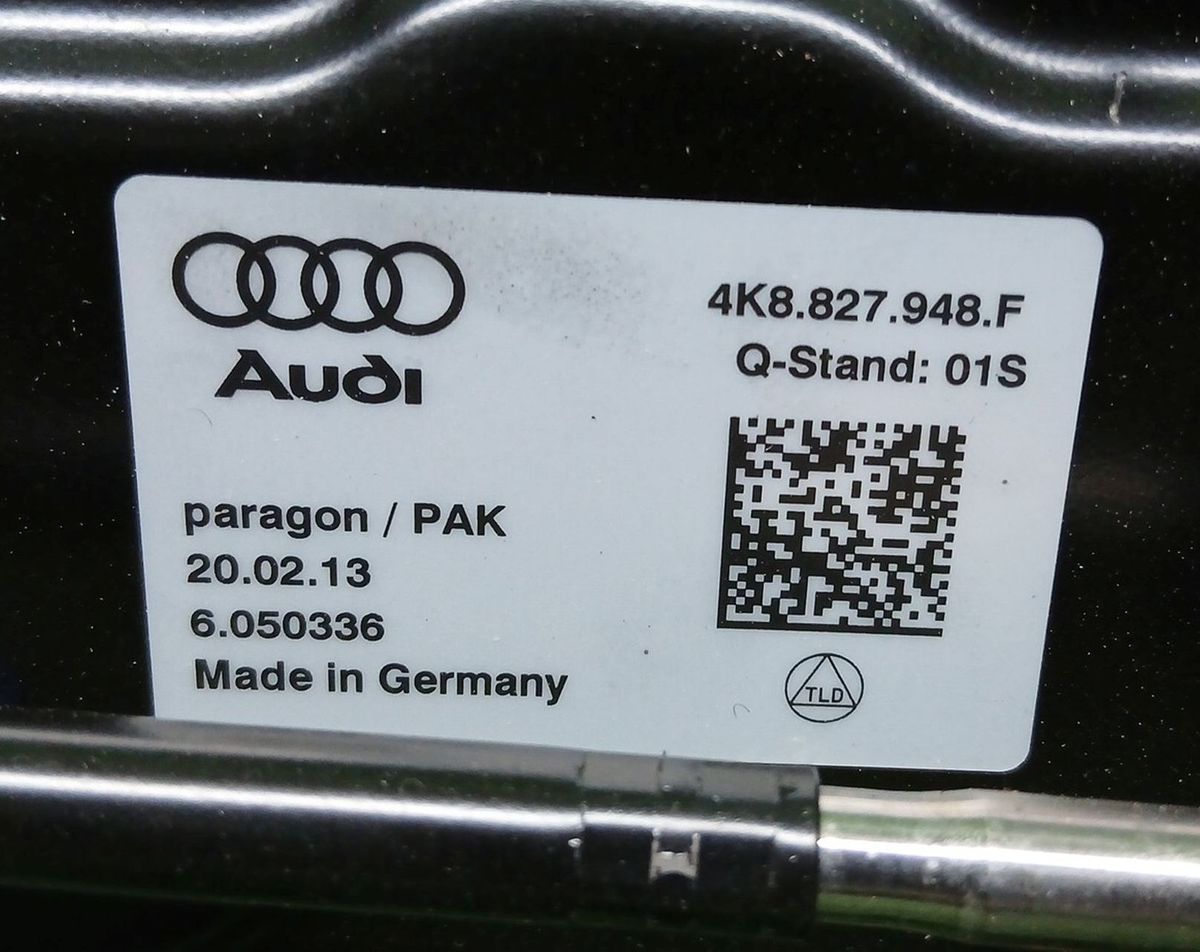 Audi
4K8.827.948.F
Q-Stand: 01S
paragon / PAK
20.02.13
6.050336
Made in Germany
TLD